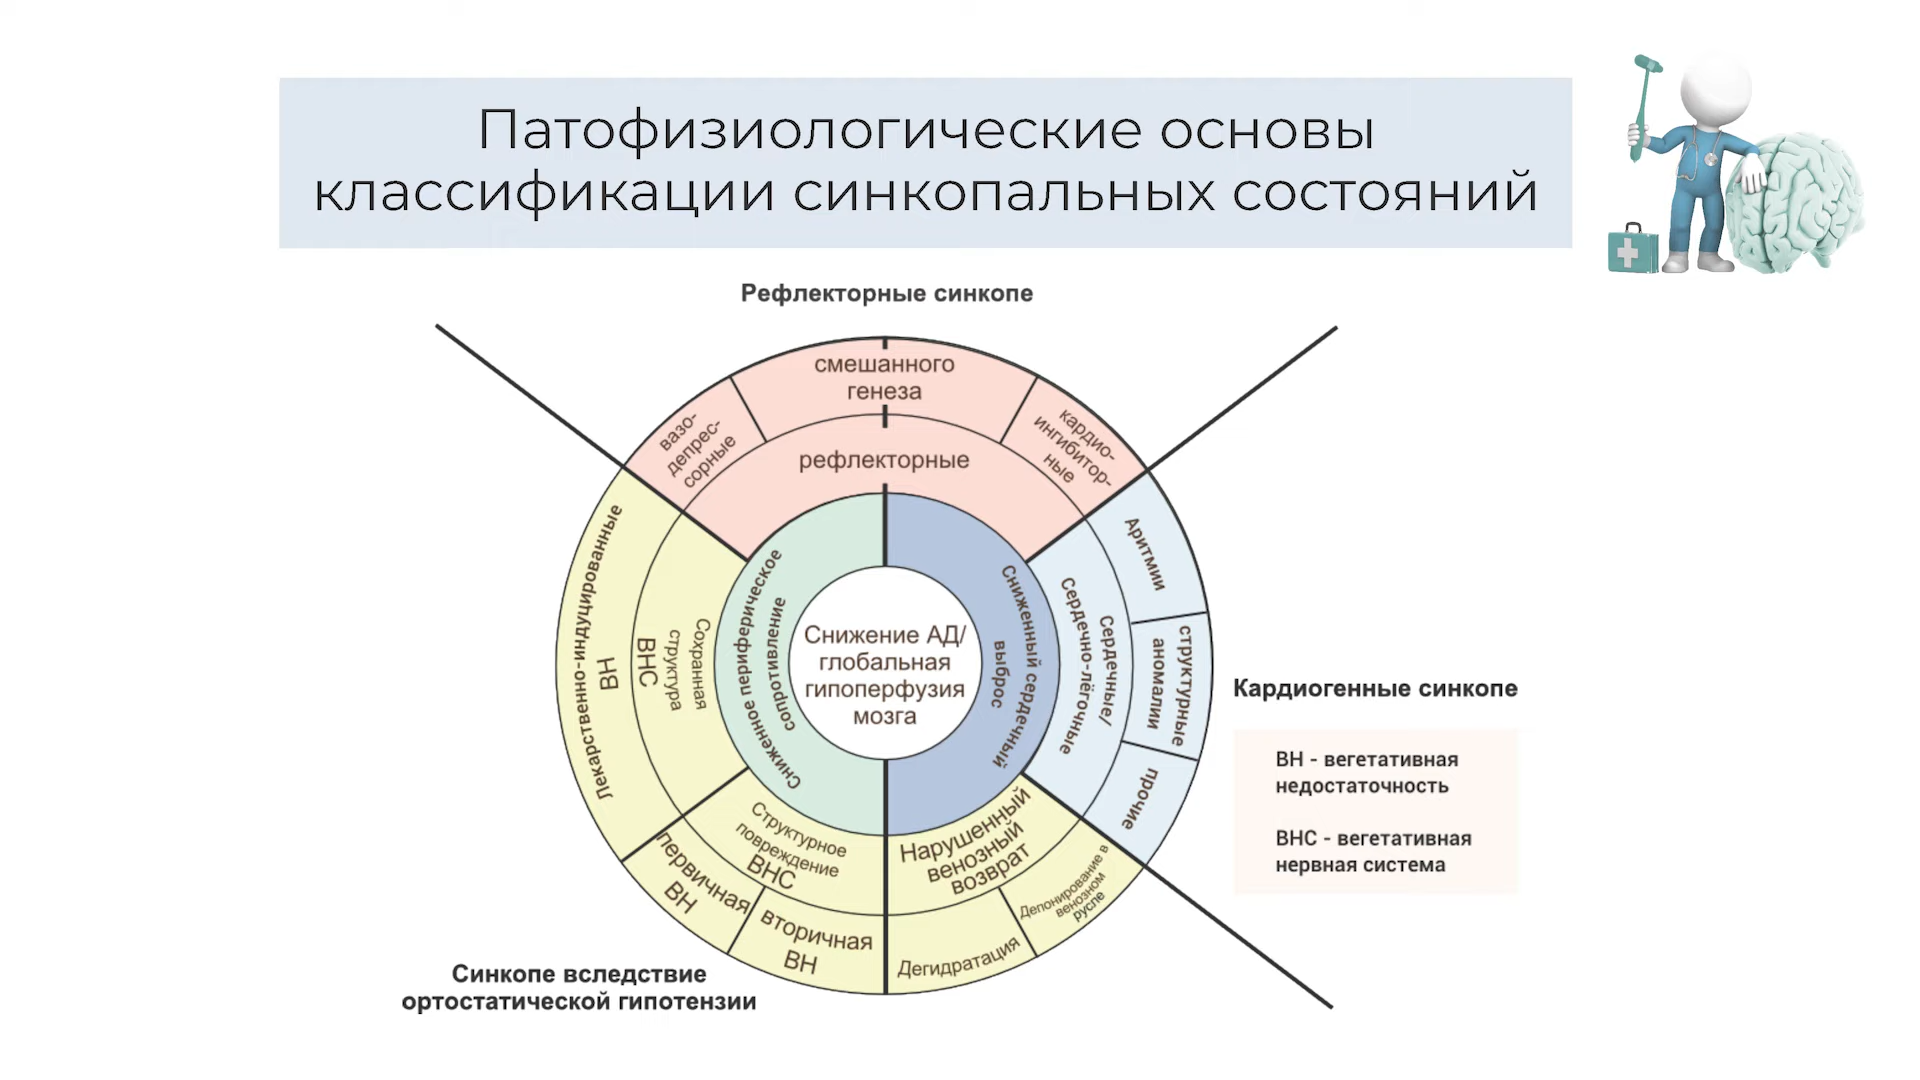 Патофизиологические основы
классификации синкопальных состояний
Рефлекторные синкопе
смешанного
генеза
вазо-
депрес-
сорные
кардио-
ингибитор-
ные
рефлекторные
Лекарственно-индуцированные
ВН
ВНС
Сохранная
структура
Сниженное периферическое
сопротивление
Снижение АД/
глобальная
гипоперфузия
мозга
Сниженный сердечный
выброс
Сердечные/
Сердечно-лёгочные
Аритмии
структурные
аномалии
прочие
Кардиогенные синкопе
ВН - вегетативная
недостаточность
ВНС - вегетативная
нервная система
Структурное
повреждение
ВНС
Нарушенный
венозный
возврат
первичная
ВН
вторичная
ВН
Дегидратация
Депонирование в
венозном
русле
Синкопе вследствие
ортостатической гипотензии